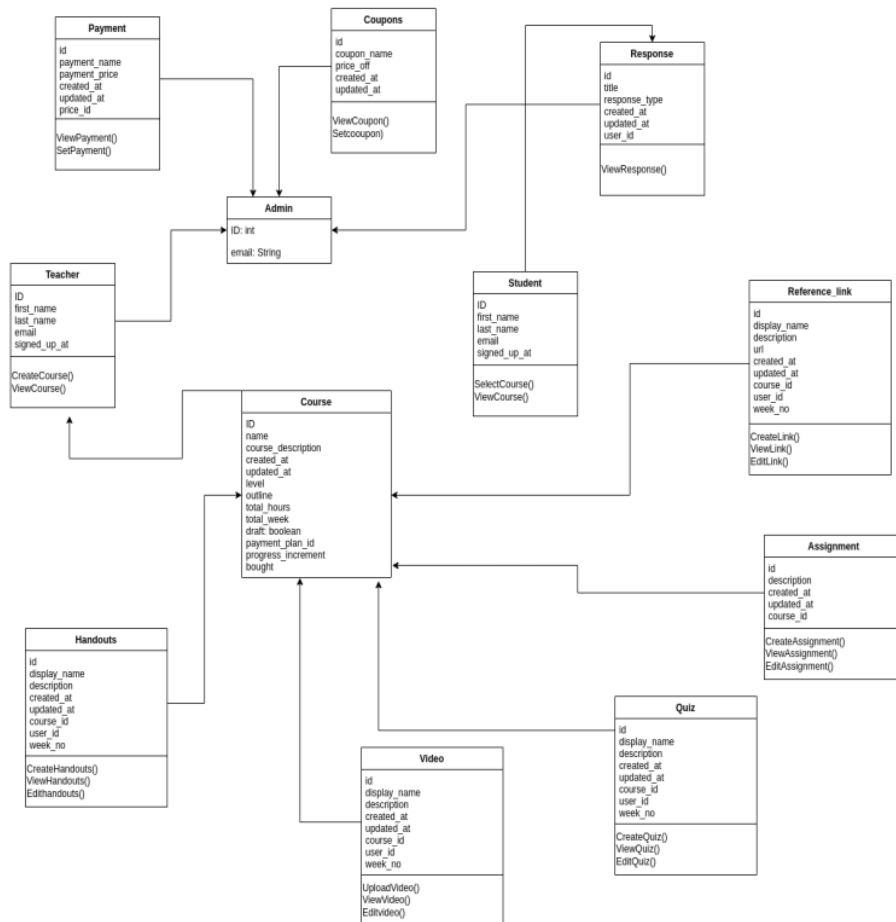 Payment
id
payment_name
payment_price
created_at
updated_at
price_id
ViewPayment()
SetPayment()
Coupons
id
coupon_name
price_off
created_at
updated_at
ViewCoupon()
Setcooupon)
Response
id
title
response_type
created_at
updated_at
user_id
ViewResponse()
Admin
ID: int
email: String
Teacher
ID
first_name
last_name
email
signed_up_at
CreateCourse()
ViewCourse()
Student
ID
first_name
last_name
email
signed_up_at
SelectCourse()
ViewCourse()
Reference_link
id
display_name
description
url
created_at
updated_at
course_id
user_id
week_no
CreateLink()
ViewLink()
EditLink()
Course
ID
name
course_description
created_at
updated_at
level
outline
total_hours
total_week
draft: boolean
payment_plan_id
progress_increment
bought
Assignment
id
description
created_at
updated_at
course_id
CreateAssignment()
ViewAssignment()
EditAssignment()
Handouts
id
display_name
description
created_at
updated_at
course_id
user_id
week_no
CreateHandouts()
ViewHandouts()
Edithandouts()
Quiz
id
display_name
description
created_at
updated_at
course_id
user_id
week_no
CreateQuiz()
ViewQuiz()
EditQuiz()
Video
id
display_name
description
created_at
updated_at
course_id
user_id
week_no
UploadVideo()
ViewVideo()
Editvideo()